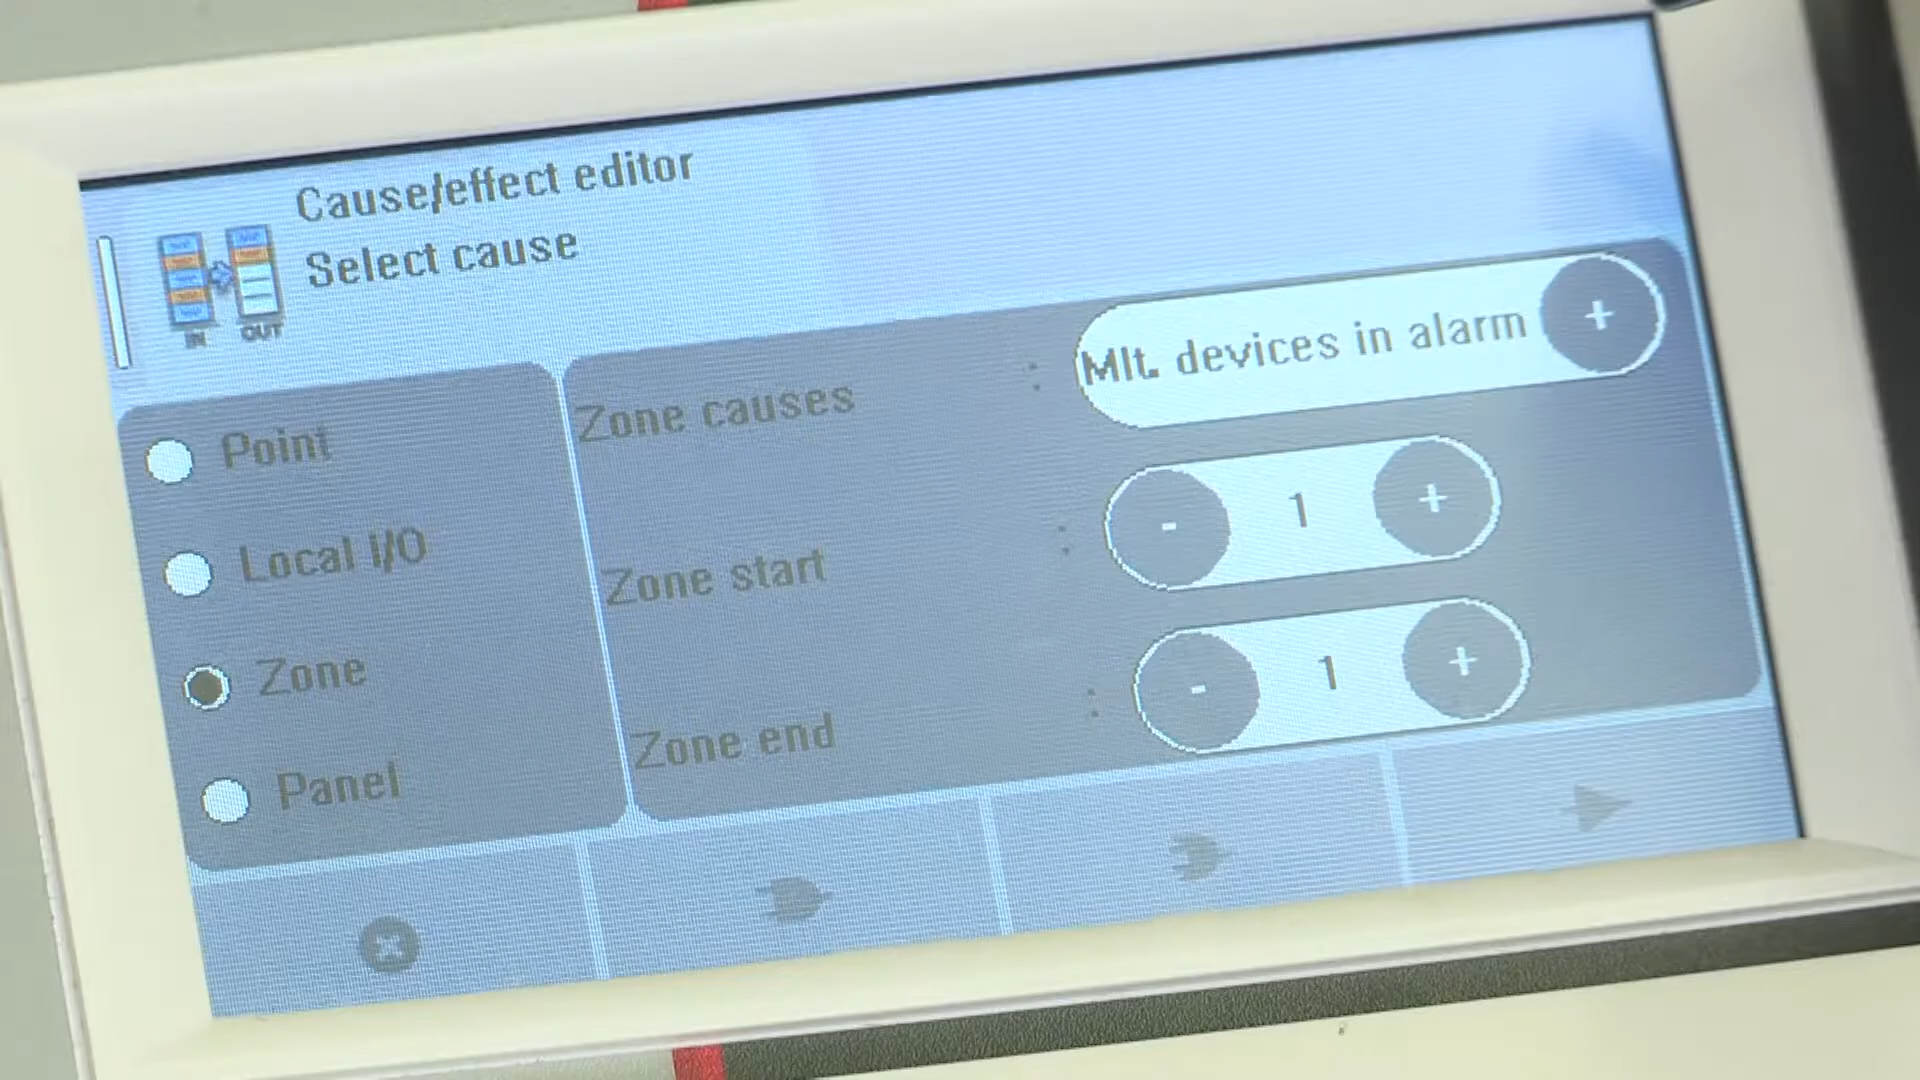 Cause/effect editor
Select cause
IN OUT
Point
Local I/O
Zone
Panel
Zone causes : Mlt. devices in alarm +
Zone start : - 1 +
Zone end : - 1 +